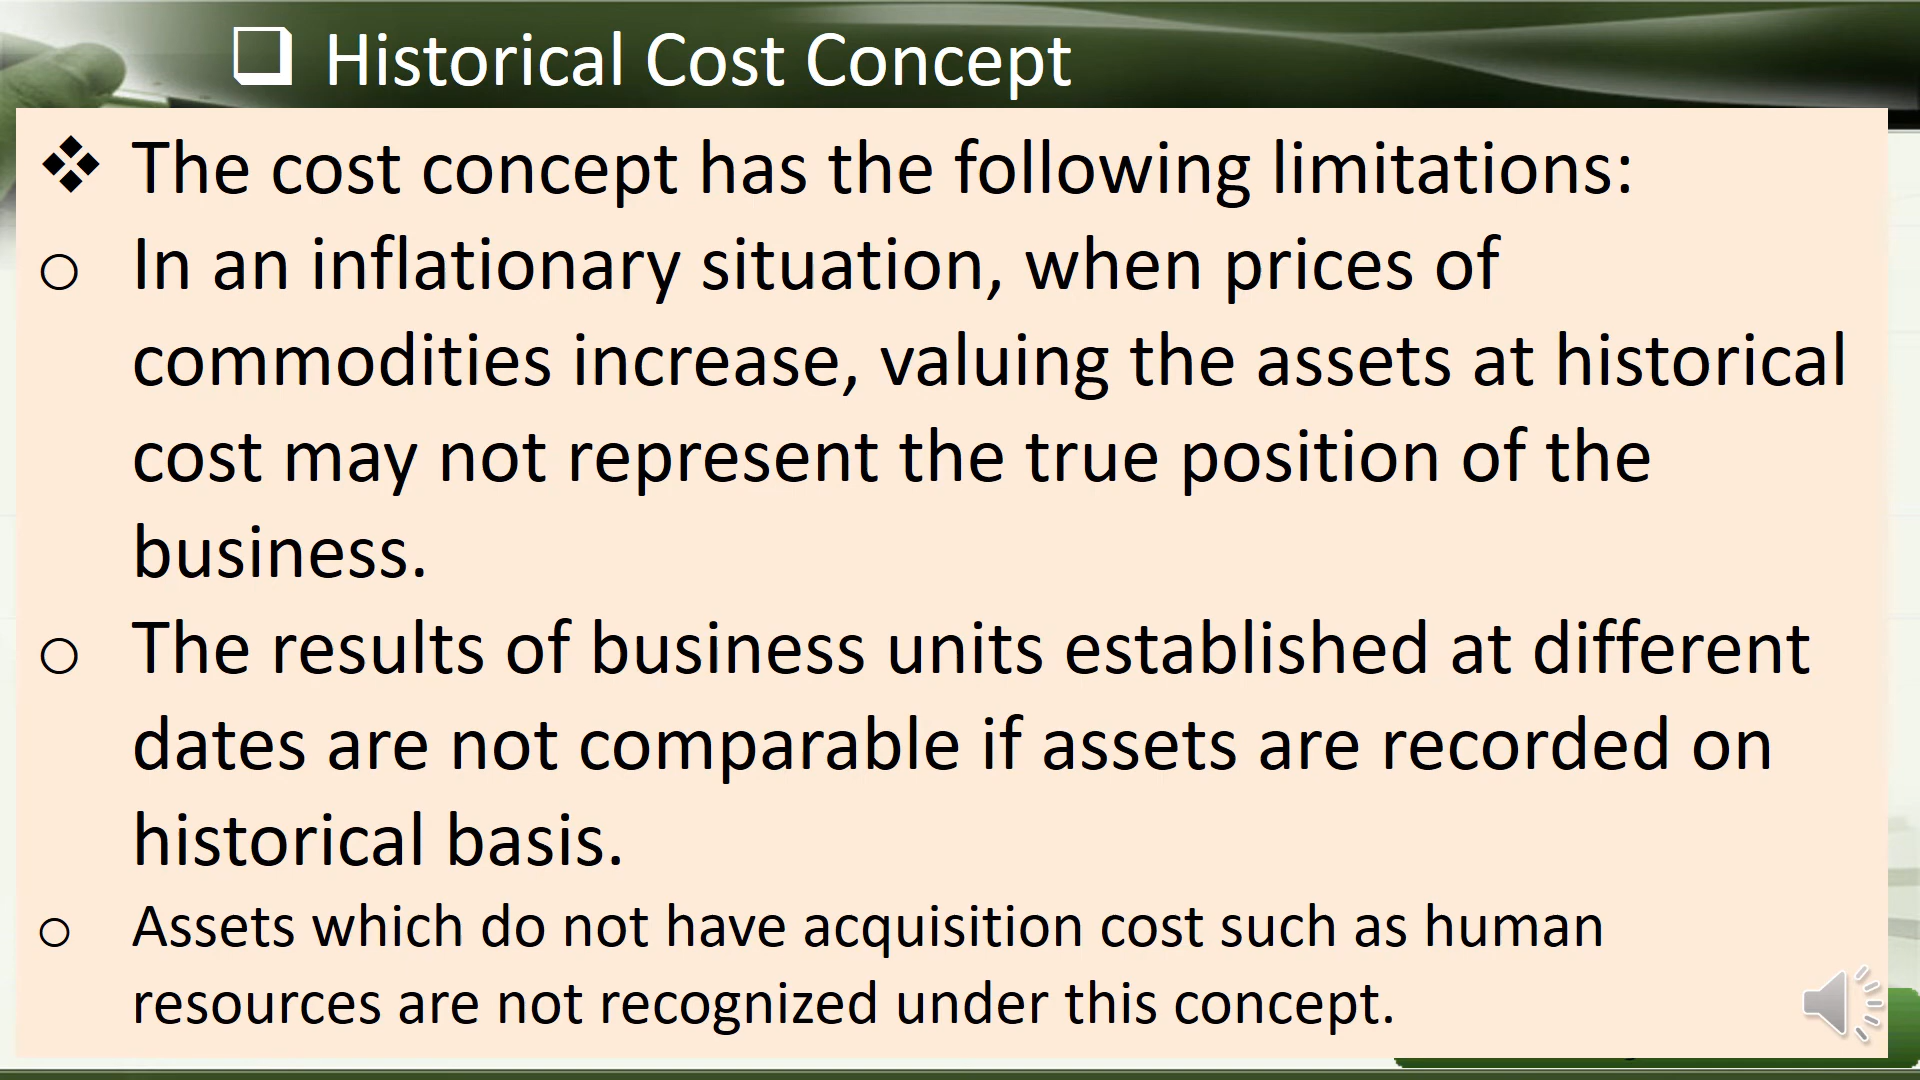 ❑ Historical Cost Concept
❖ The cost concept has the following limitations:
o In an inflationary situation, when prices of
commodities increase, valuing the assets at historical
cost may not represent the true position of the
business.
o The results of business units established at different
dates are not comparable if assets are recorded on
historical basis.
o Assets which do not have acquisition cost such as human
resources are not recognized under this concept.